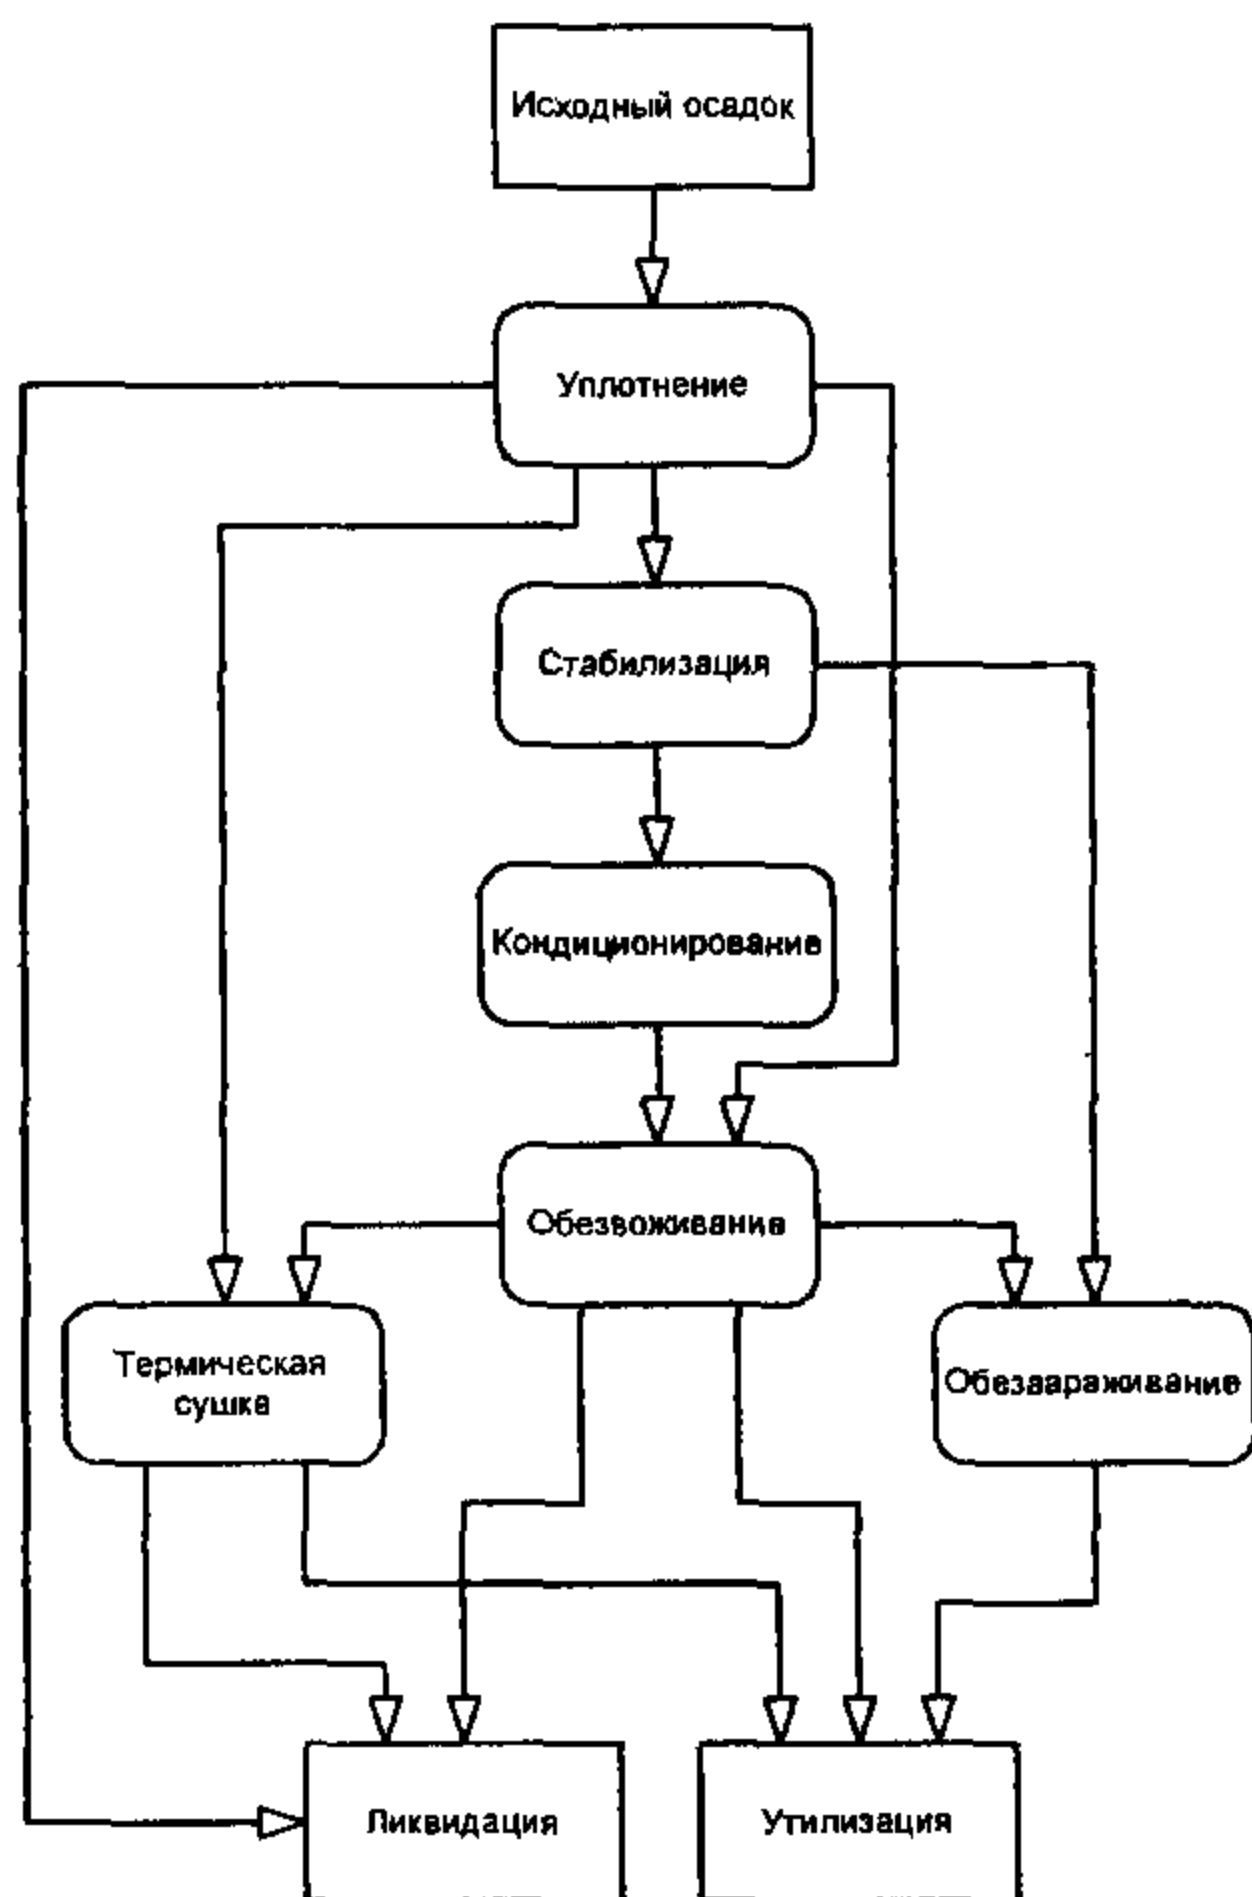 Исходный осадок
Уплотнение
Стабилизация
Кондиционирование
Обезвоживание
Термическая
сушка
Обеззараживание
Ликвидация
Утилизация